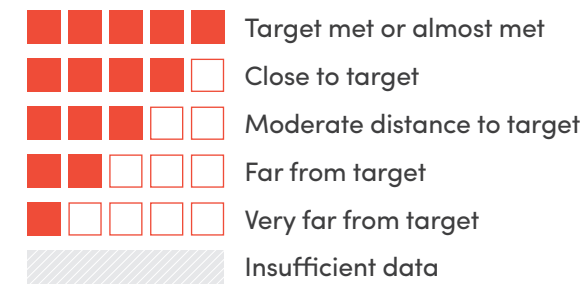 Target met or almost met
Close to target
Moderate distance to target
Far from target
Very far from target
Insufficient data